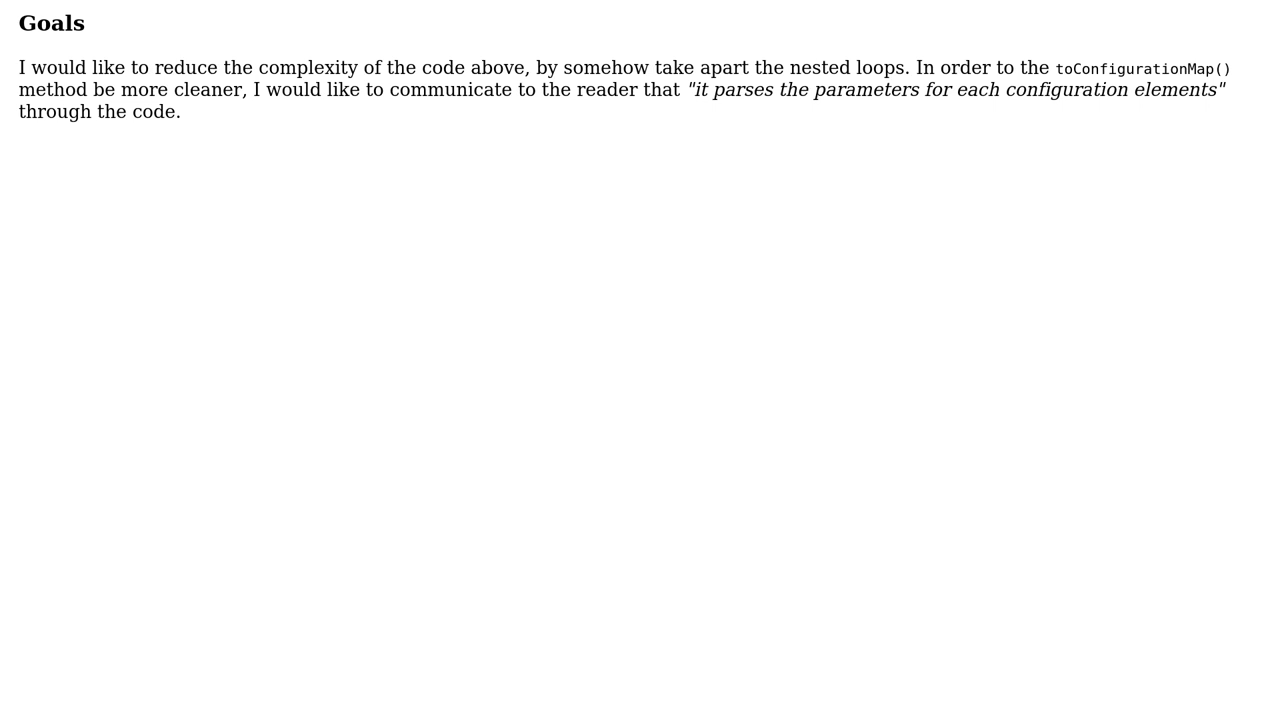 Goals
I would like to reduce the complexity of the code above, by somehow take apart the nested loops. In order to the toConfigurationMap()
method be more cleaner, I would like to communicate to the reader that "it parses the parameters for each configuration elements"
through the code.